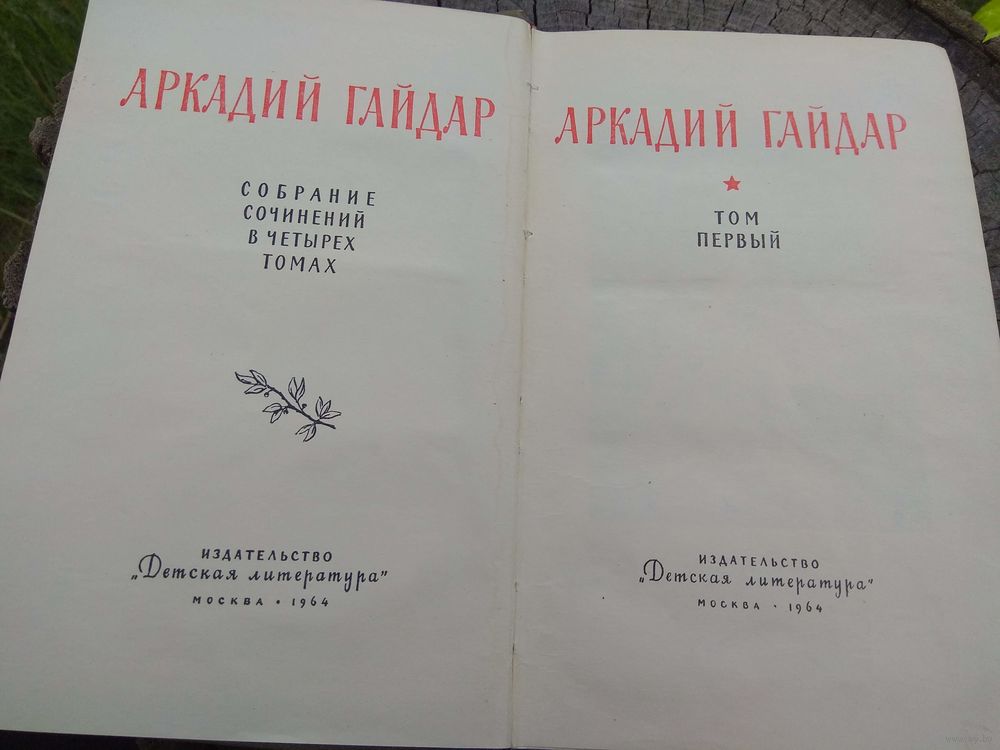 АРКАДИЙ ГАЙДАР
СОБРАНИЕ
СОЧИНЕНИЙ
В ЧЕТЫРЕХ
ТОМАХ
ИЗДАТЕЛЬСТВО
„Детская литература"
МОСКВА • 1964
АРКАДИЙ ГАЙДАР
ТОМ
ПЕРВЫЙ
ИЗДАТЕЛЬСТВО
„Детская литература"
МОСКВА • 1964